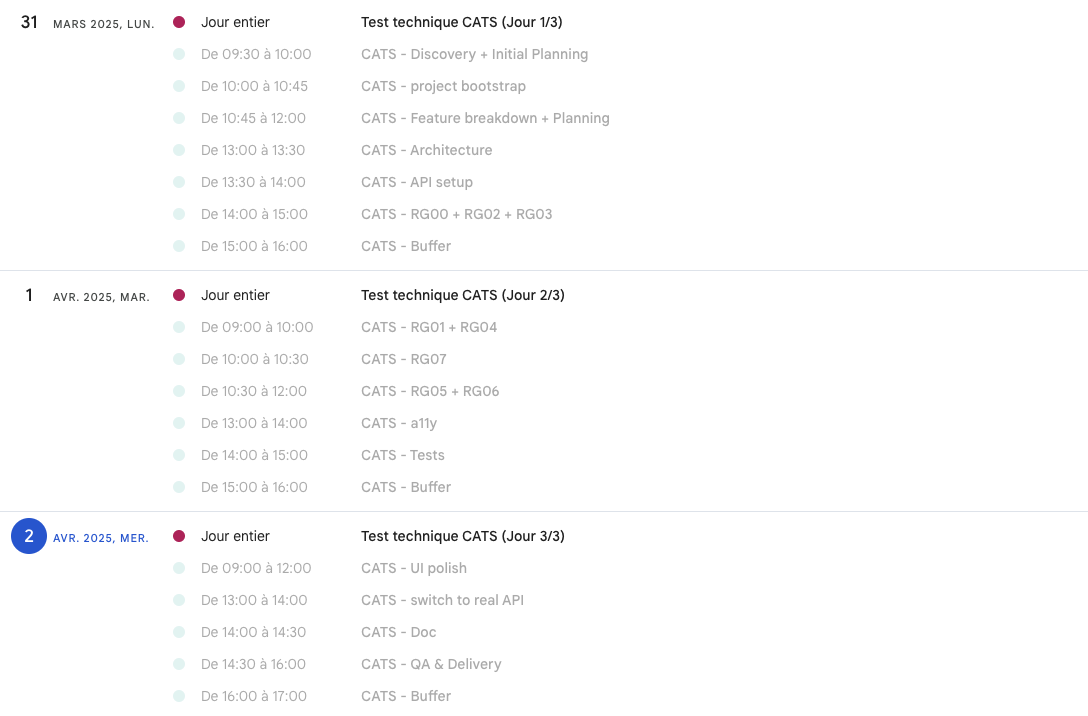 31 MARS 2025, LUN. Jour entier Test technique CATS (Jour 1/3)
De 09:30 à 10:00 CATS - Discovery + Initial Planning
De 10:00 à 10:45 CATS - project bootstrap
De 10:45 à 12:00 CATS - Feature breakdown + Planning
De 13:00 à 13:30 CATS - Architecture
De 13:30 à 14:00 CATS - API setup
De 14:00 à 15:00 CATS - RG00 + RG02 + RG03
De 15:00 à 16:00 CATS - Buffer
1 AVR. 2025, MAR. Jour entier Test technique CATS (Jour 2/3)
De 09:00 à 10:00 CATS - RG01 + RG04
De 10:00 à 10:30 CATS - RG07
De 10:30 à 12:00 CATS - RG05 + RG06
De 13:00 à 14:00 CATS - a11y
De 14:00 à 15:00 CATS - Tests
De 15:00 à 16:00 CATS - Buffer
2 AVR. 2025, MER. Jour entier Test technique CATS (Jour 3/3)
De 09:00 à 12:00 CATS - UI polish
De 13:00 à 14:00 CATS - switch to real API
De 14:00 à 14:30 CATS - Doc
De 14:30 à 16:00 CATS - QA & Delivery
De 16:00 à 17:00 CATS - Buffer